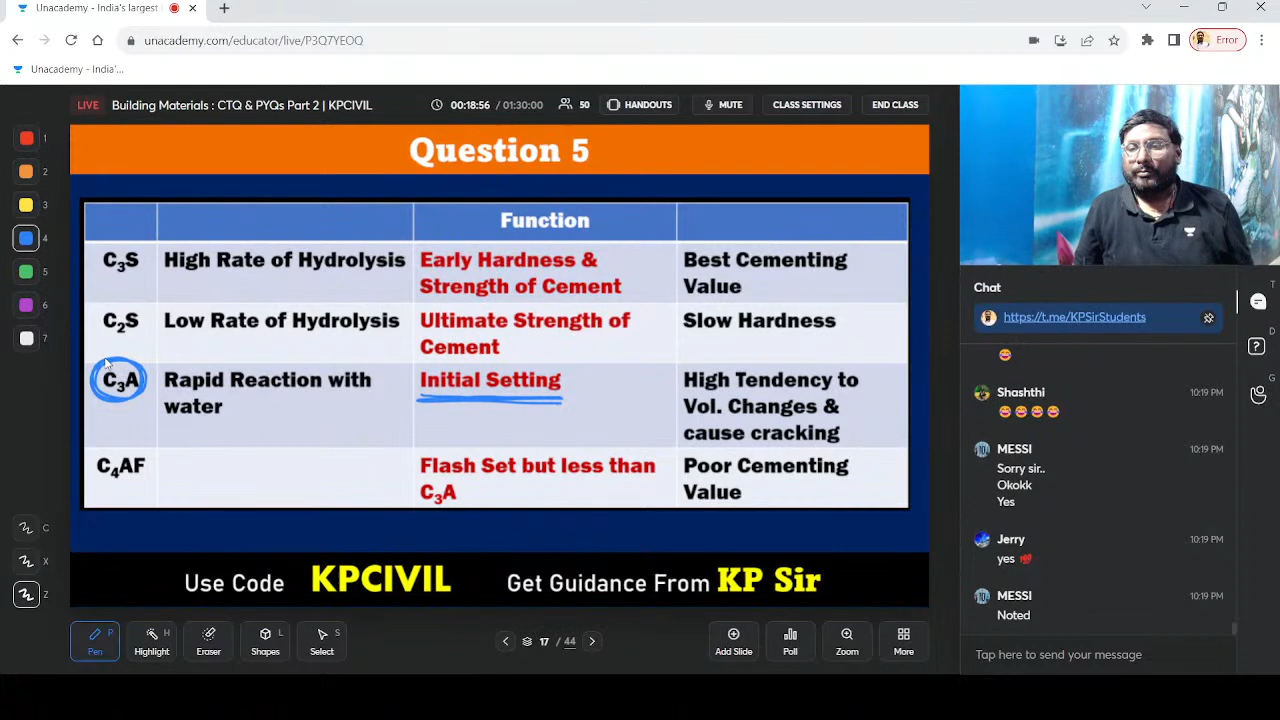 Unacademy - India's largest l
unacademy.com/educator/live/P3Q7YEOQ
Error
Unacademy - India'...
LIVE Building Materials : CTQ & PYQs Part 2 | KPCIVIL 00:18:56 / 01:30:00 50 HANDOUTS MUTE CLASS SETTINGS END CLASS
Question 5
Function
C₃S High Rate of Hydrolysis Early Hardness & Strength of Cement Best Cementing Value
C₂S Low Rate of Hydrolysis Ultimate Strength of Cement Slow Hardness
C₃A Rapid Reaction with water Initial Setting High Tendency to Vol. Changes & cause cracking
C₄AF Flash Set but less than C₃A Poor Cementing Value
Use Code KPCIVIL Get Guidance From KP Sir
1
2
3
4
5
6
7
C
X
Z
Pen P
Highlight H
Eraser
Shapes L
Select S
17 / 44
Add Slide
Poll
Zoom
More
Chat
https://t.me/KPSirStudents
Shashthi 10:19 PM
MESSI 10:19 PM
Sorry sir..
Okokk
Yes
Jerry 10:19 PM
yes 💯
MESSI 10:19 PM
Noted
Tap here to send your message
T
Q
G